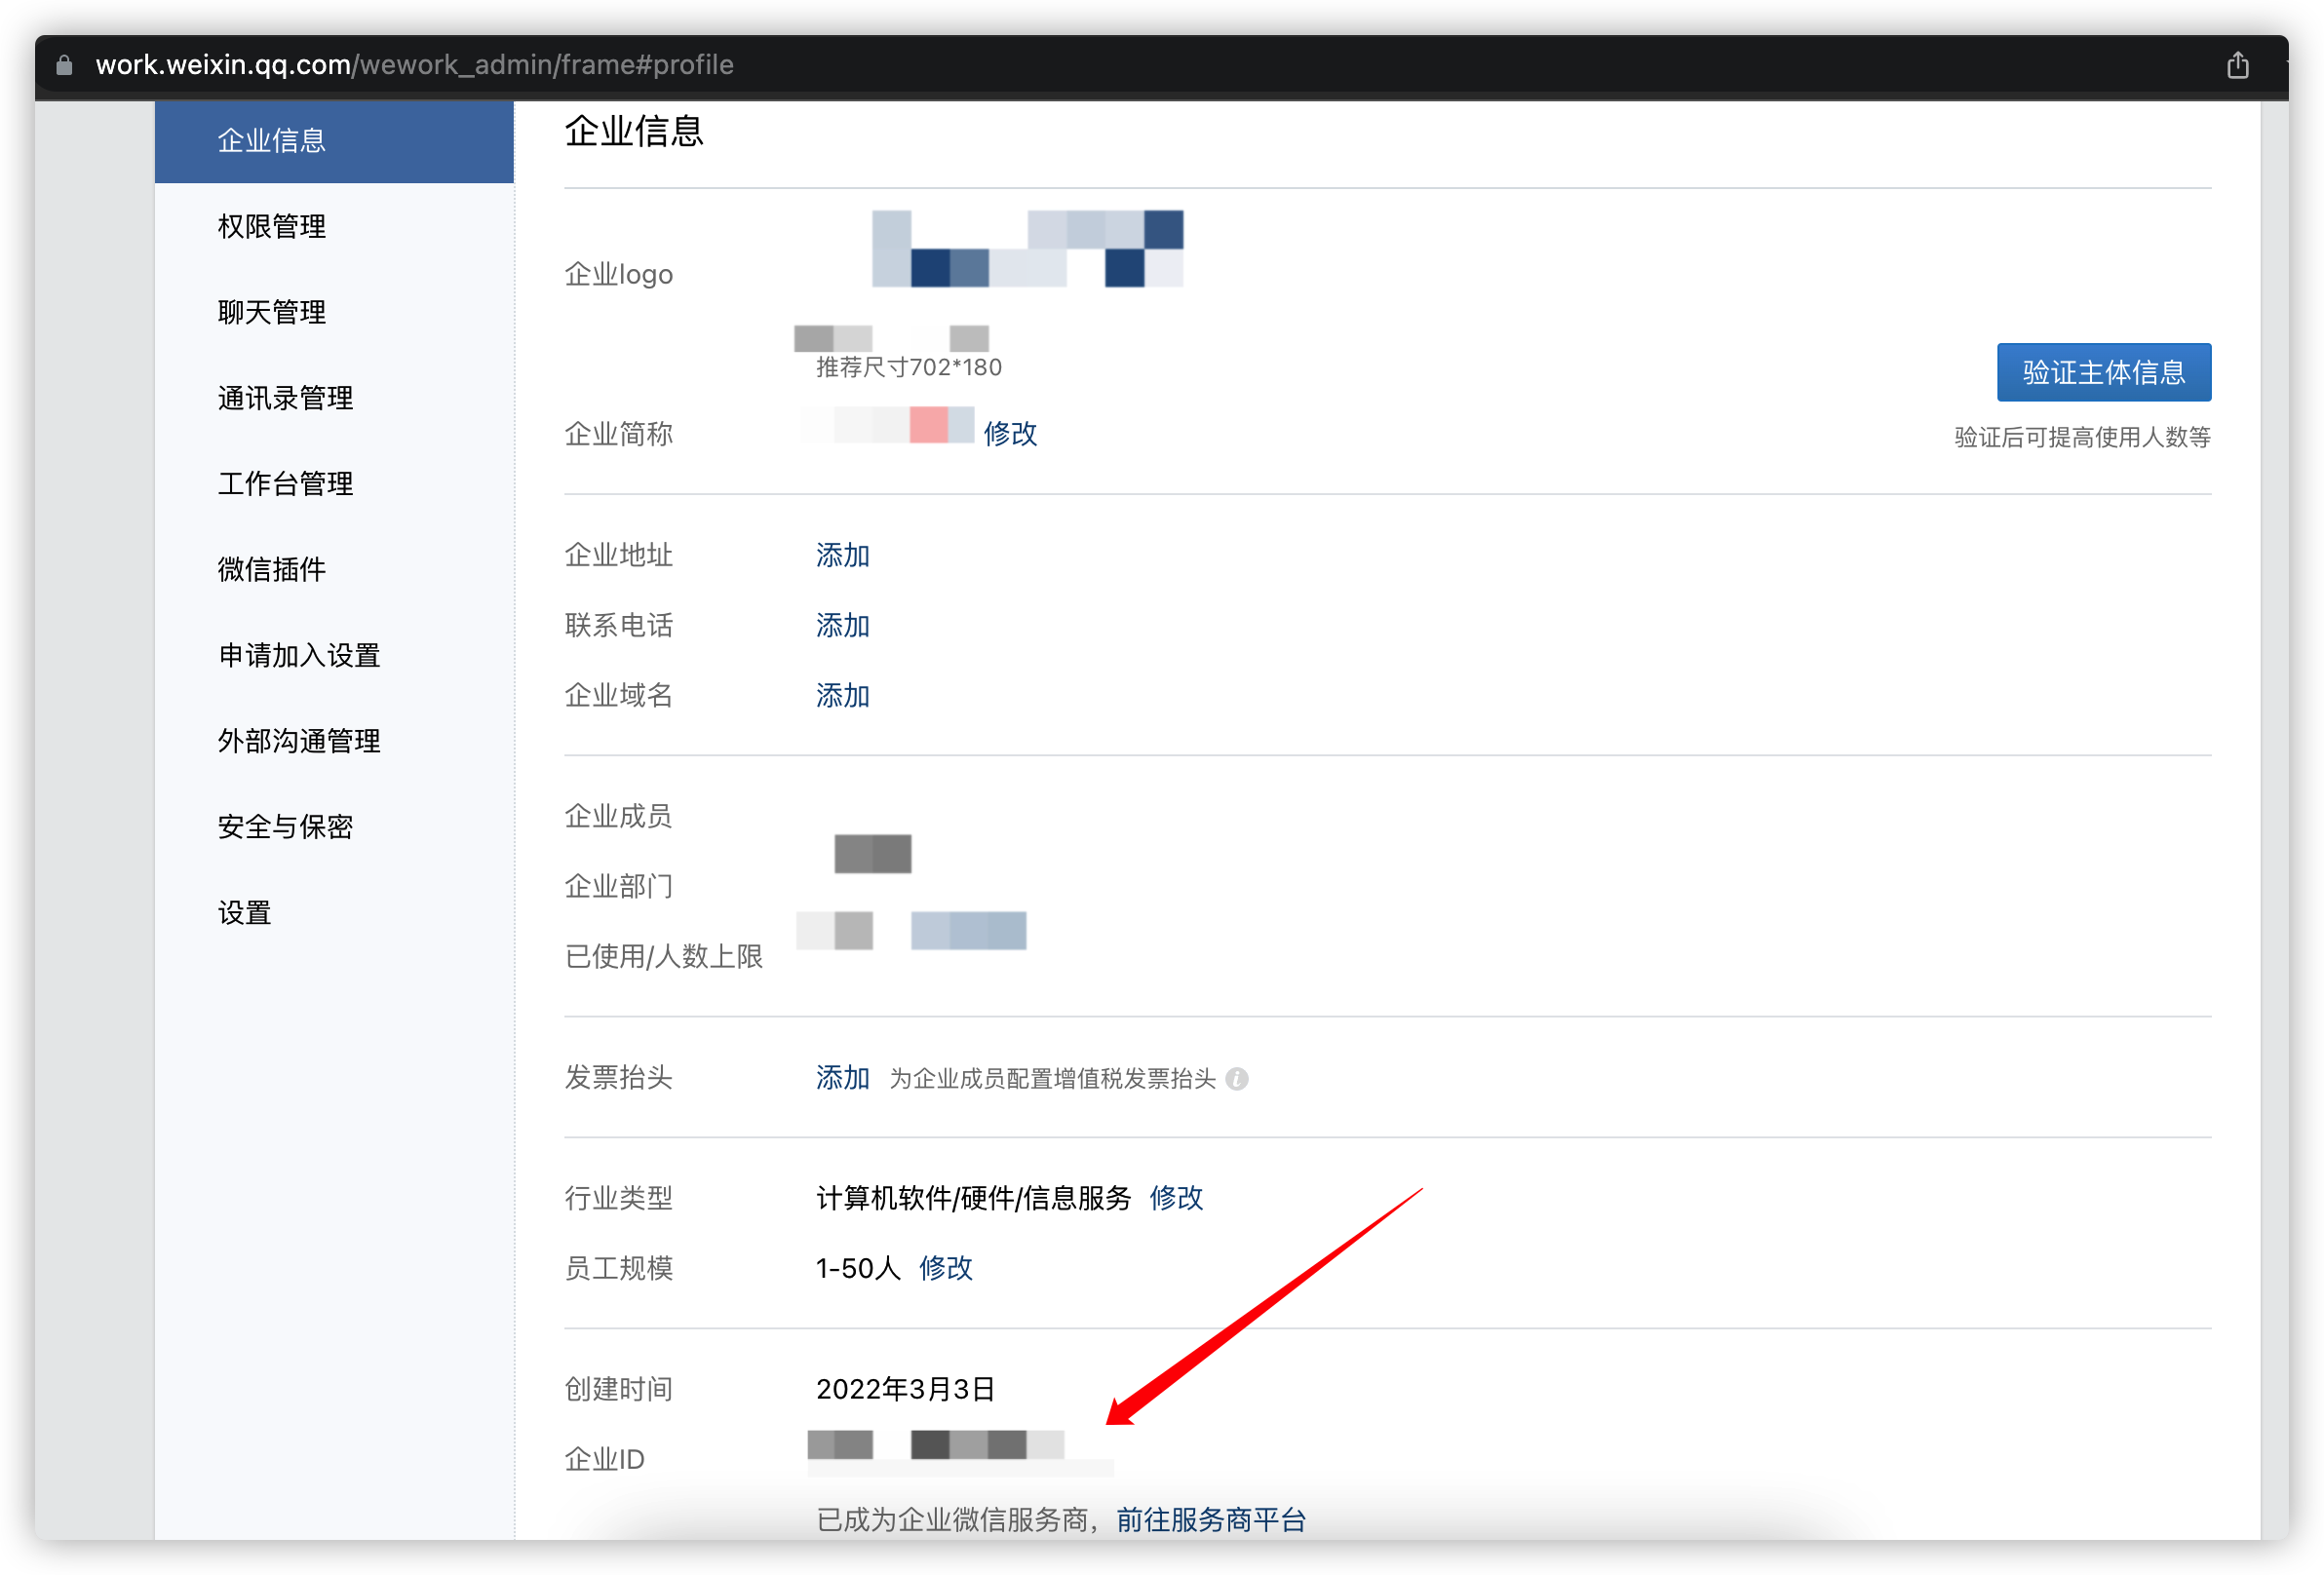 work.weixin.qq.com/wework_admin/frame#profile
企业信息
权限管理
聊天管理
通讯录管理
工作台管理
微信插件
申请加入设置
外部沟通管理
安全与保密
设置
企业信息
企业logo
推荐尺寸702*180
企业简称 修改
验证主体信息
验证后可提高使用人数等
企业地址 添加
联系电话 添加
企业域名 添加
企业成员
企业部门
已使用/人数上限
发票抬头 添加 为企业成员配置增值税发票抬头
行业类型 计算机软件/硬件/信息服务 修改
员工规模 1-50人 修改
创建时间 2022年3月3日
企业ID
已成为企业微信服务商，前往服务商平台